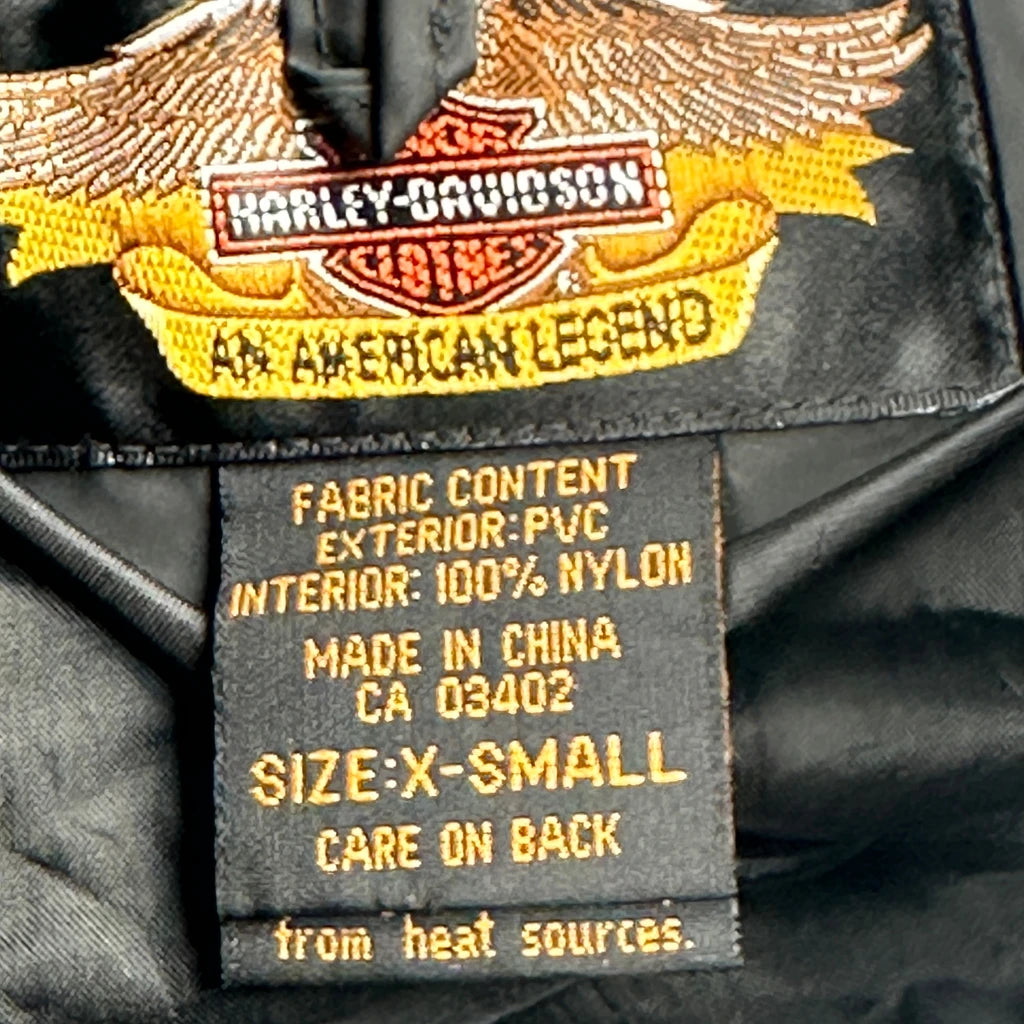 HARLEY-DAVIDSON
®
AN AMERICAN LEGEND
FABRIC CONTENT
EXTERIOR:PVC
INTERIOR: 100% NYLON
MADE IN CHINA
CA 03402
SIZE:X-SMALL
CARE ON BACK
from heat sources.